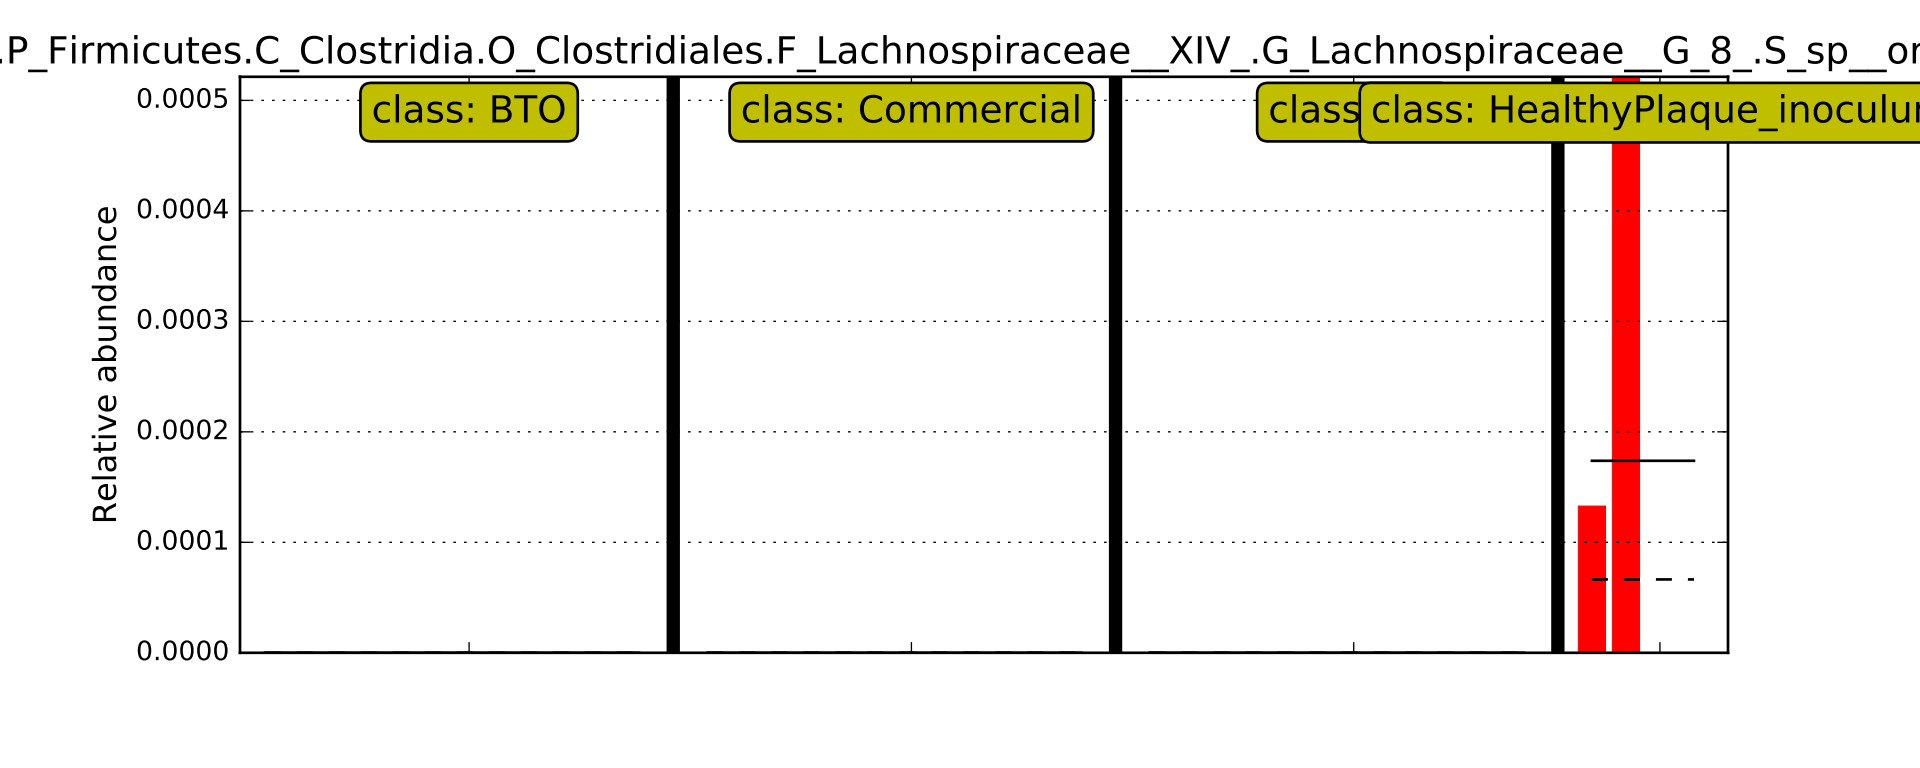 .P_Firmicutes.C_Clostridia.O_Clostridiales.F_Lachnospiraceae__XIV_.G_Lachnospiraceae__G_8_.S_sp__or
class: BTO
class: Commercial
class
class: HealthyPlaque_inoculu
0.0005
0.0004
0.0003
0.0002
0.0001
0.0000
Relative abundance